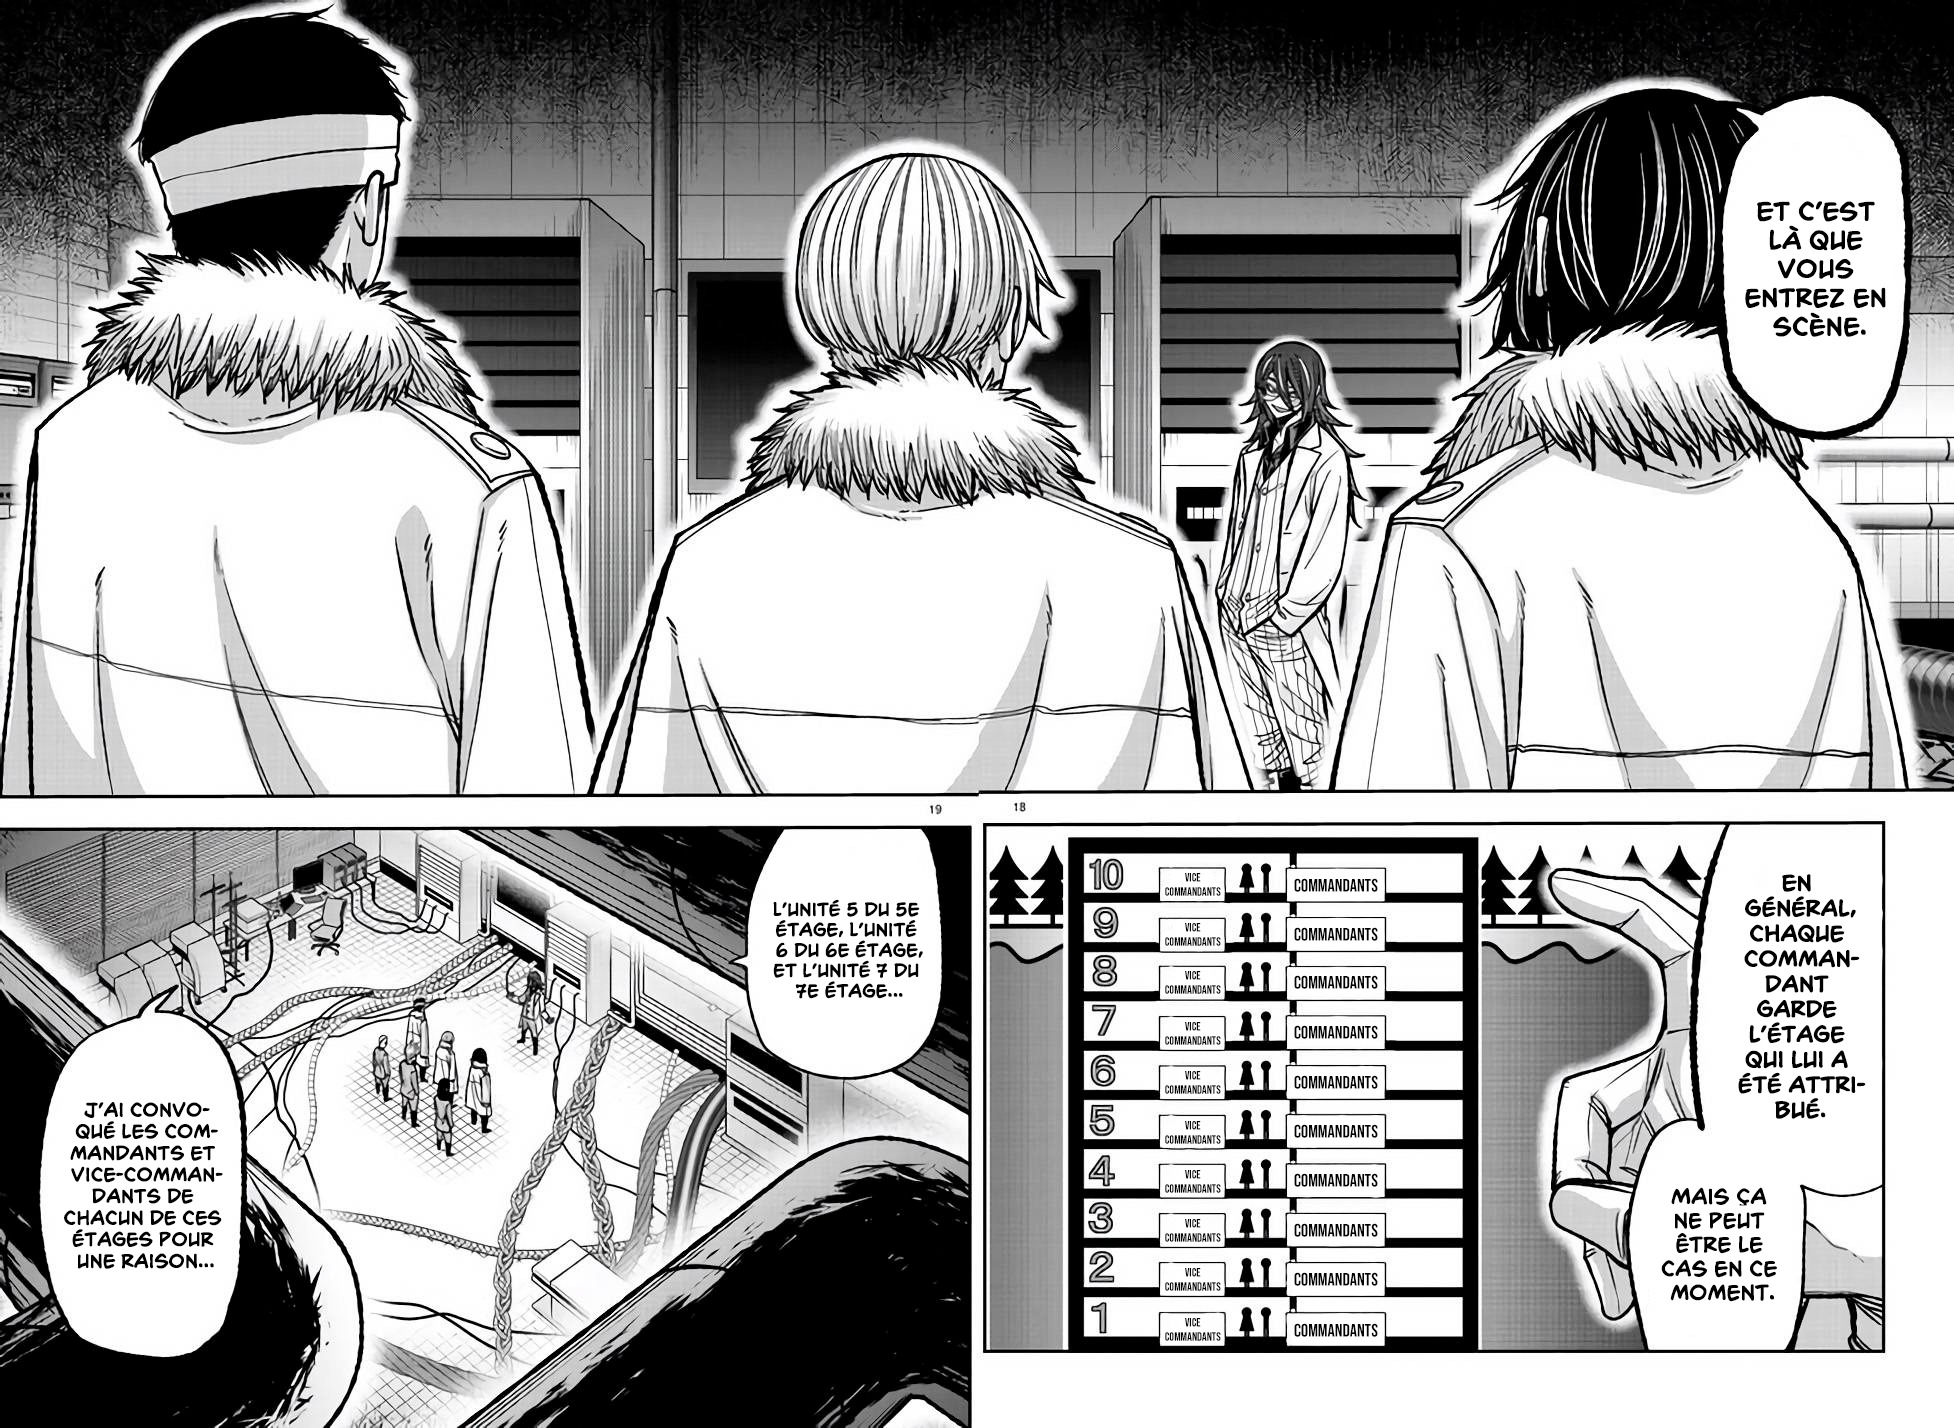 ET C'EST
LÀ QUE
VOUS
ENTREZ EN
SCÈNE.
19
18
EN
GÉNÉRAL,
CHAQUE
COMMAN-
DANT
GARDE
L'ÉTAGE
QUI LUI A
ÉTÉ ATTRI-
BUÉ.
MAIS ÇA
NE PEUT
ÊTRE LE
CAS EN CE
MOMENT.
10
VICE
COMMANDANTS
COMMANDANTS
9
VICE
COMMANDANTS
COMMANDANTS
8
VICE
COMMANDANTS
COMMANDANTS
7
VICE
COMMANDANTS
COMMANDANTS
6
VICE
COMMANDANTS
COMMANDANTS
5
VICE
COMMANDANTS
COMMANDANTS
4
VICE
COMMANDANTS
COMMANDANTS
3
VICE
COMMANDANTS
COMMANDANTS
2
VICE
COMMANDANTS
COMMANDANTS
1
VICE
COMMANDANTS
COMMANDANTS
L'UNITÉ 5 DU 5E
ÉTAGE, L'UNITÉ
6 DU 6E ÉTAGE,
ET L'UNITÉ 7 DU
7E ÉTAGE...
J'AI CONVO-
QUÉ LES COM-
MANDANTS ET
VICE-COMMAN-
DANTS DE
CHACUN DE CES
ÉTAGES POUR
UNE RAISON...